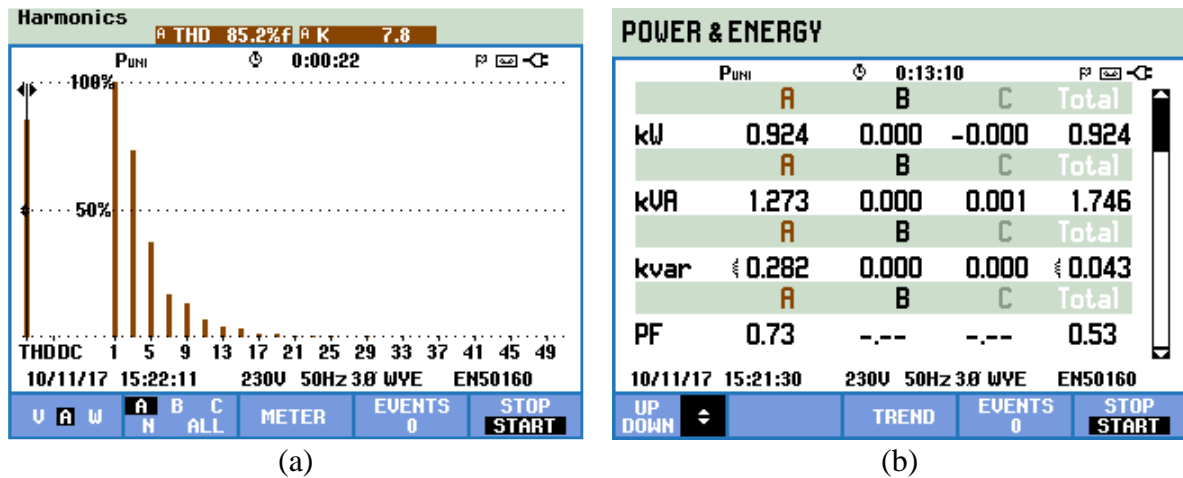 Harmonics
A THD 85.2%f A K 7.8
PUNI 0:00:22
100%
50%
THD DC 1 5 9 13 17 21 25 29 33 37 41 45 49
10/11/17 15:22:11 230V 50Hz 3Ø WYE EN50160
V A W A B C N ALL METER EVENTS 0 STOP START
(a)
POWER & ENERGY
PUNI 0:13:10
A B C Total
kW 0.924 0.000 -0.000 0.924
A B C Total
kVA 1.273 0.000 0.001 1.746
A B C Total
kvar 0.282 0.000 0.000 0.043
A B C Total
PF 0.73 -.-- -.-- 0.53
10/11/17 15:21:30 230V 50Hz 3Ø WYE EN50160
UP DOWN TREND EVENTS 0 STOP START
(b)